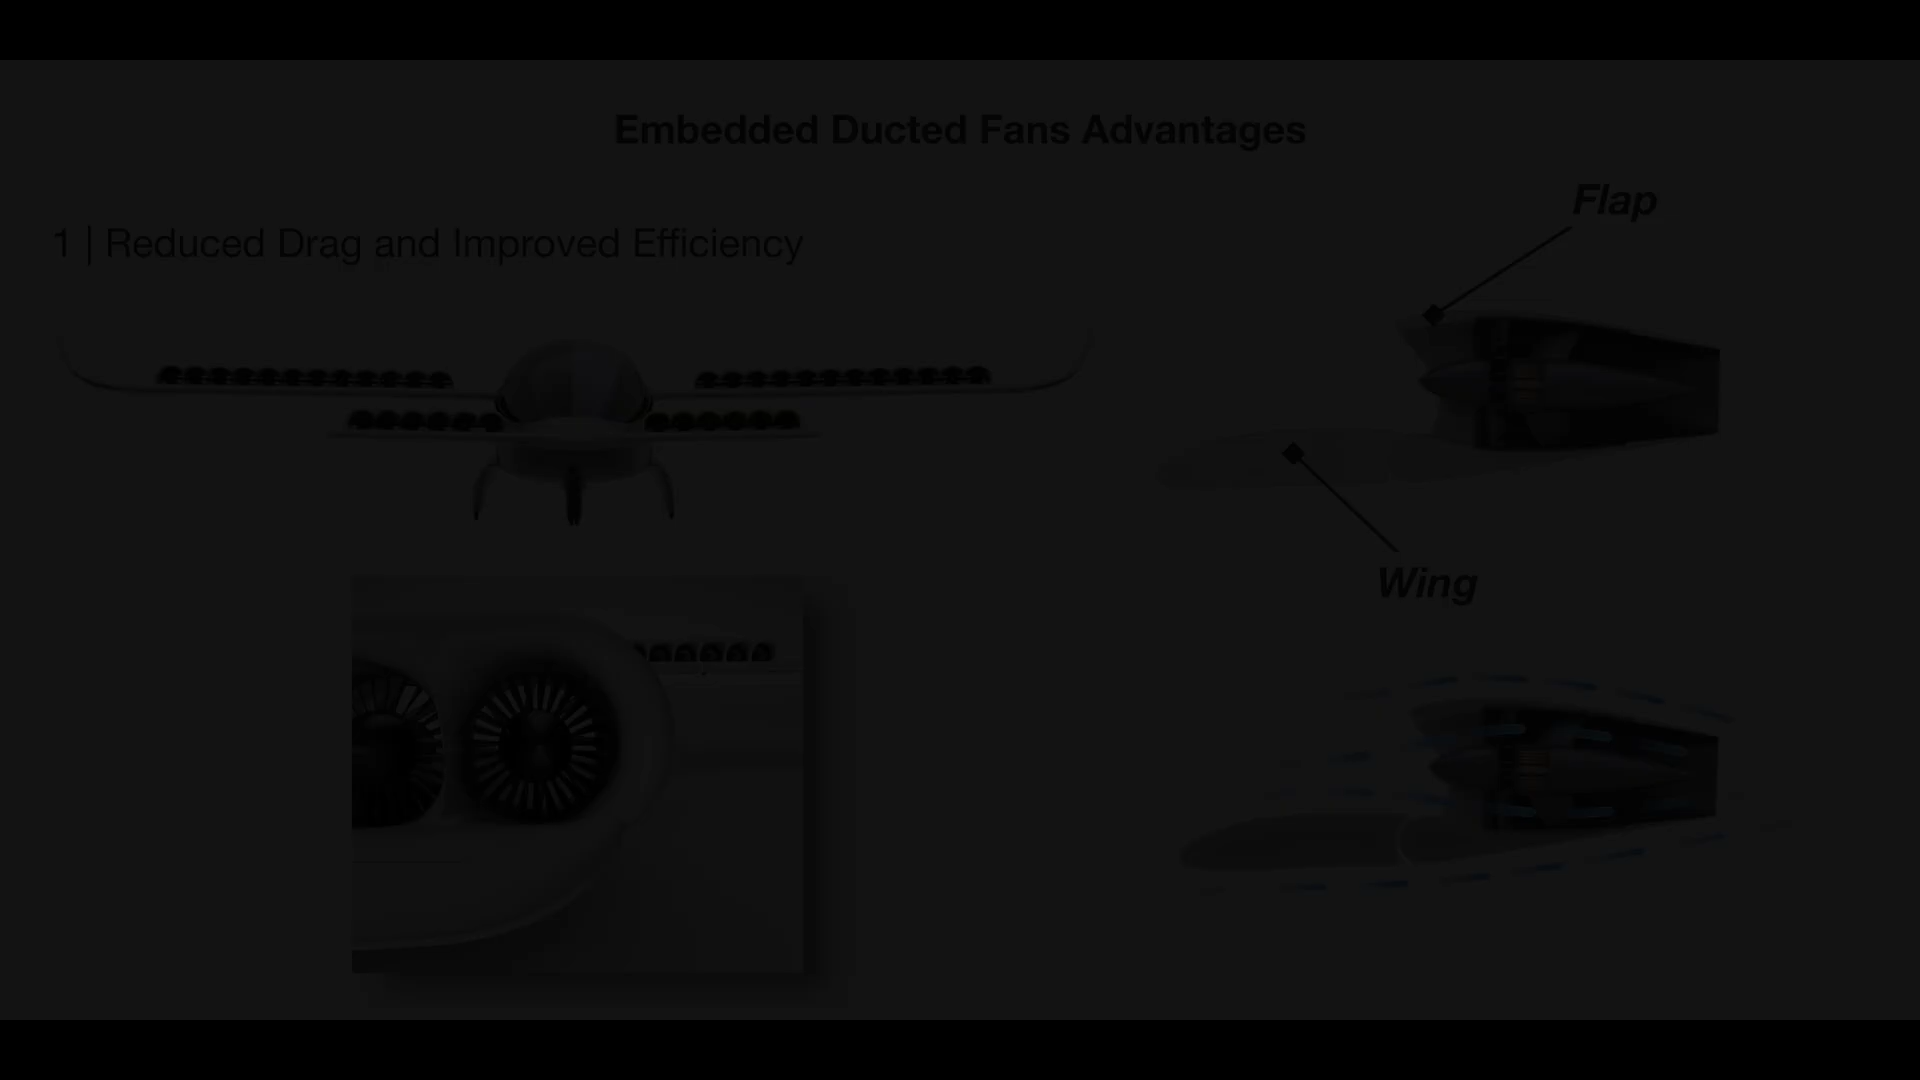 Embedded Ducted Fans Advantages
Flap
1 | Reduced Drag and Improved Efficiency
Wing